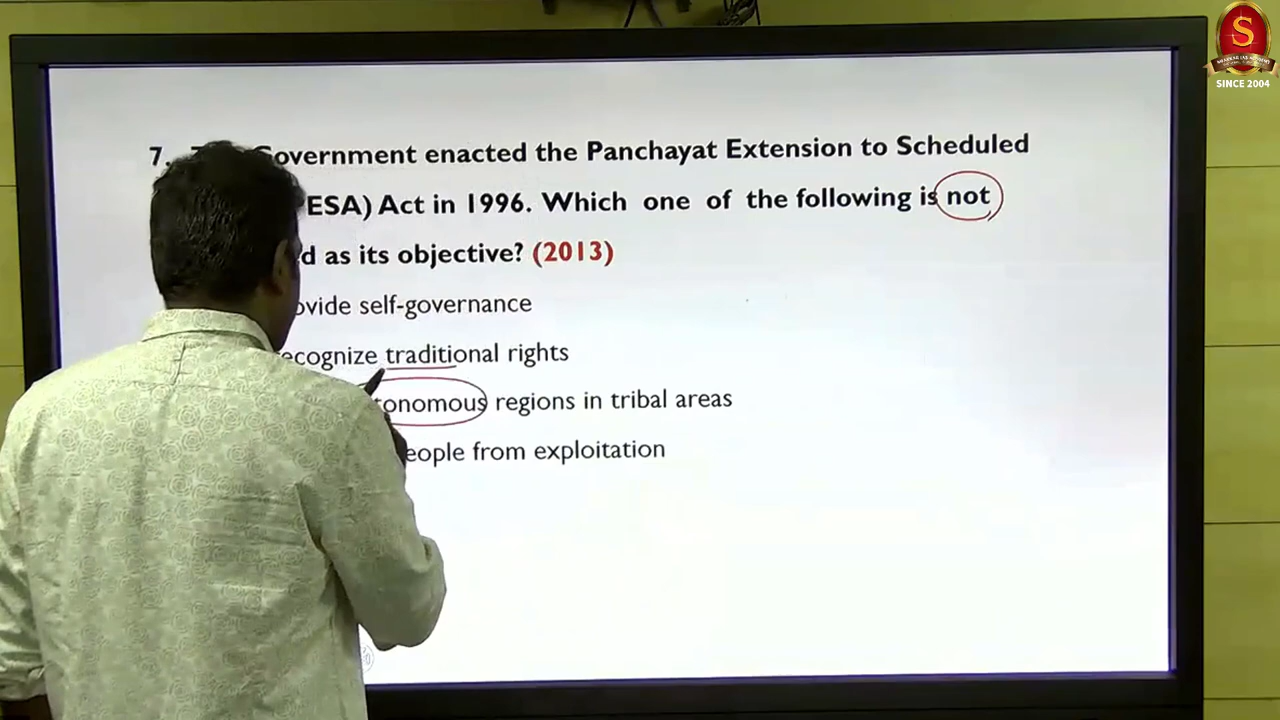 7. Government enacted the Panchayat Extension to Scheduled
ESA) Act in 1996. Which one of the following is not
d as its objective? (2013)
ovide self-governance
ecognize traditional rights
tonomous regions in tribal areas
eople from exploitation
S
SINCE 2004